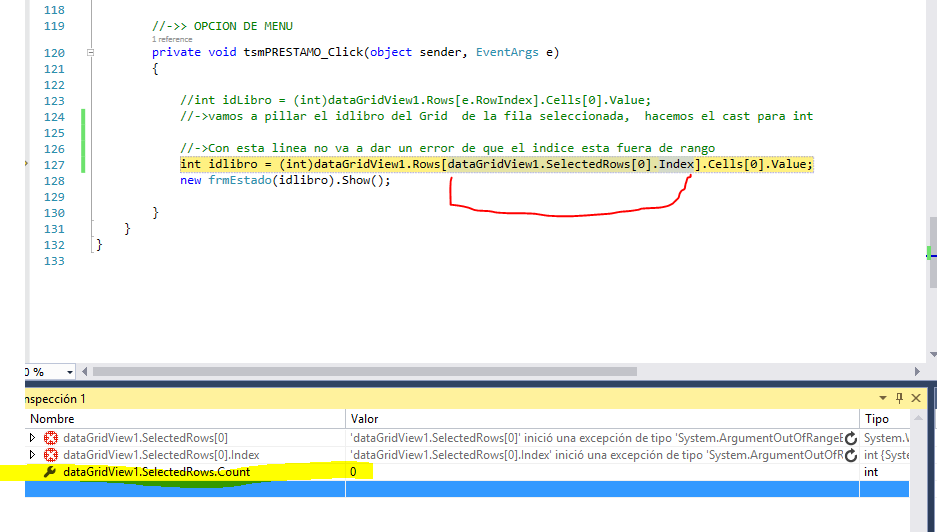 118
119 //->> OPCION DE MENU
1 reference
120 private void tsmPRESTAMO_Click(object sender, EventArgs e)
121 {
122
123 //int idLibro = (int)dataGridView1.Rows[e.RowIndex].Cells[0].Value;
124 //->vamos a pillar el idlibro del Grid  de la fila seleccionada,  hacemos el cast para int
125
126 //->Con esta linea no va a dar un error de que el indice esta fuera de rango
127 int idlibro = (int)dataGridView1.Rows[dataGridView1.SelectedRows[0].Index].Cells[0].Value;
128 new frmEstado(idlibro).Show();
129
130 }
131 }
132 }
133
0 %
nspección 1
Nombre Valor Tipo
dataGridView1.SelectedRows[0] 'dataGridView1.SelectedRows[0]' inició una excepción de tipo 'System.ArgumentOutOfRangeE System.W
dataGridView1.SelectedRows[0].Index 'dataGridView1.SelectedRows[0].Index' inició una excepción de tipo 'System.ArgumentOutOfR int {Syste
dataGridView1.SelectedRows.Count 0 int